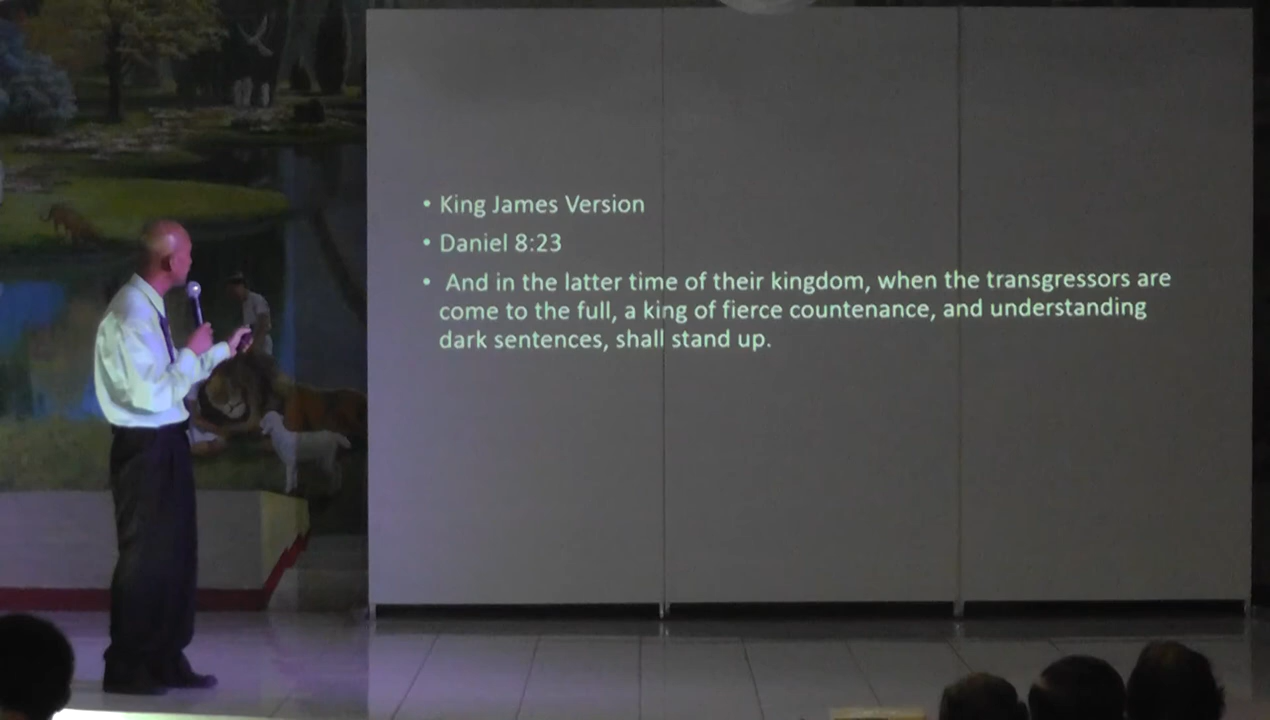 • King James Version
• Daniel 8:23
• And in the latter time of their kingdom, when the transgressors are
come to the full, a king of fierce countenance, and understanding
dark sentences, shall stand up.